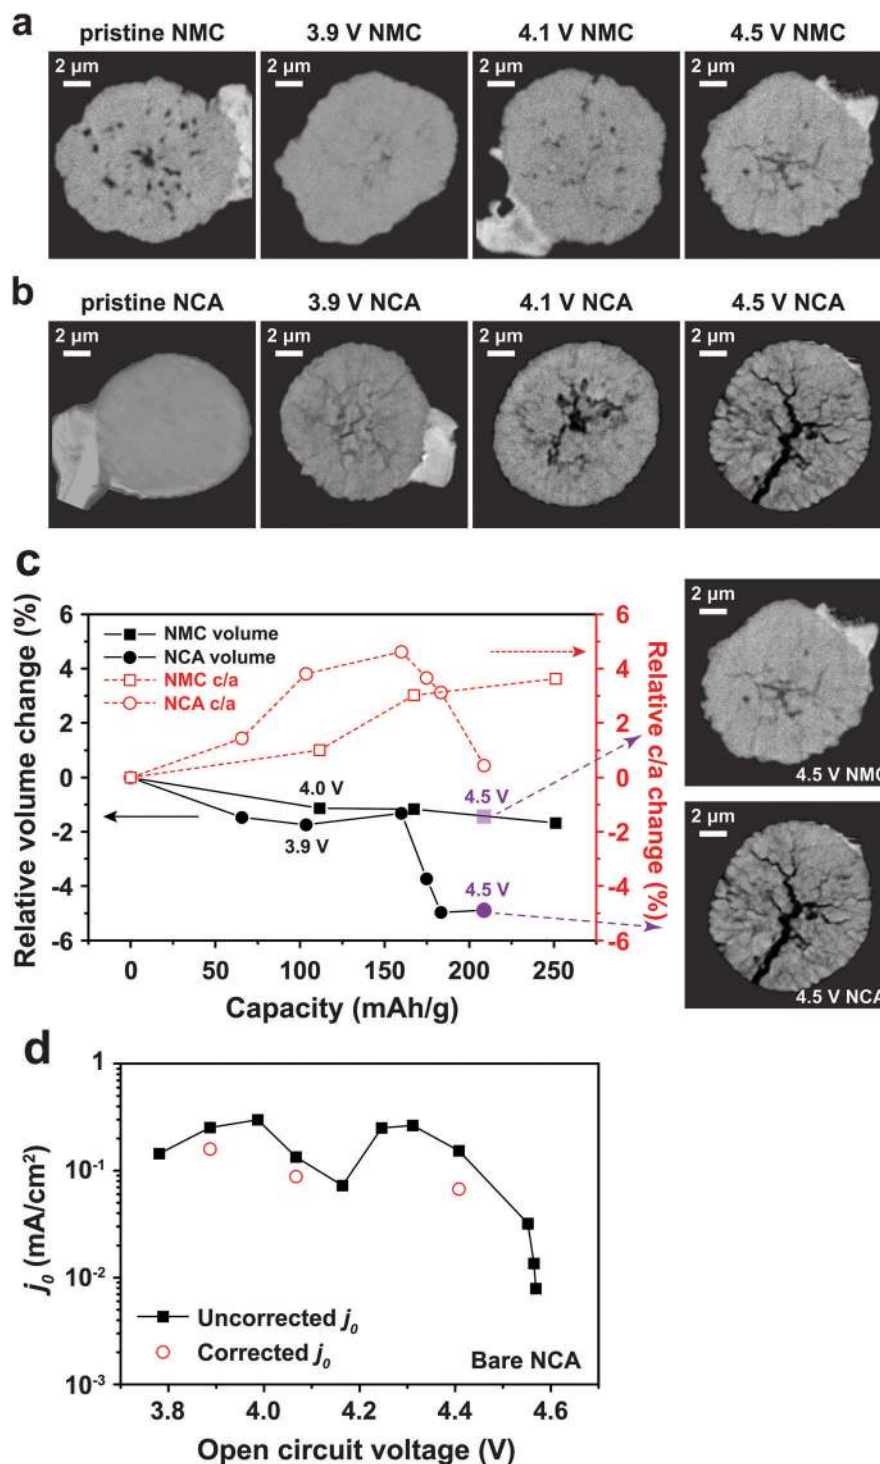 a
pristine NMC 3.9 V NMC 4.1 V NMC 4.5 V NMC
2 µm 2 µm 2 µm 2 µm
b
pristine NCA 3.9 V NCA 4.1 V NCA 4.5 V NCA
2 µm 2 µm 2 µm 2 µm
c
Relative volume change (%)
6
4
2
0
-2
-4
-6
NMC volume
NCA volume
NMC c/a
NCA c/a
4.0 V
3.9 V
4.5 V
4.5 V
6
4
2
0
-2
-4
-6
Relative c/a change (%)
0 50 100 150 200 250
Capacity (mAh/g)
2 µm
4.5 V NMC
2 µm
4.5 V NCA
d
j0 (mA/cm²)
1
10⁻¹
10⁻²
10⁻³
Uncorrected j0
Corrected j0
Bare NCA
3.8 4.0 4.2 4.4 4.6
Open circuit voltage (V)